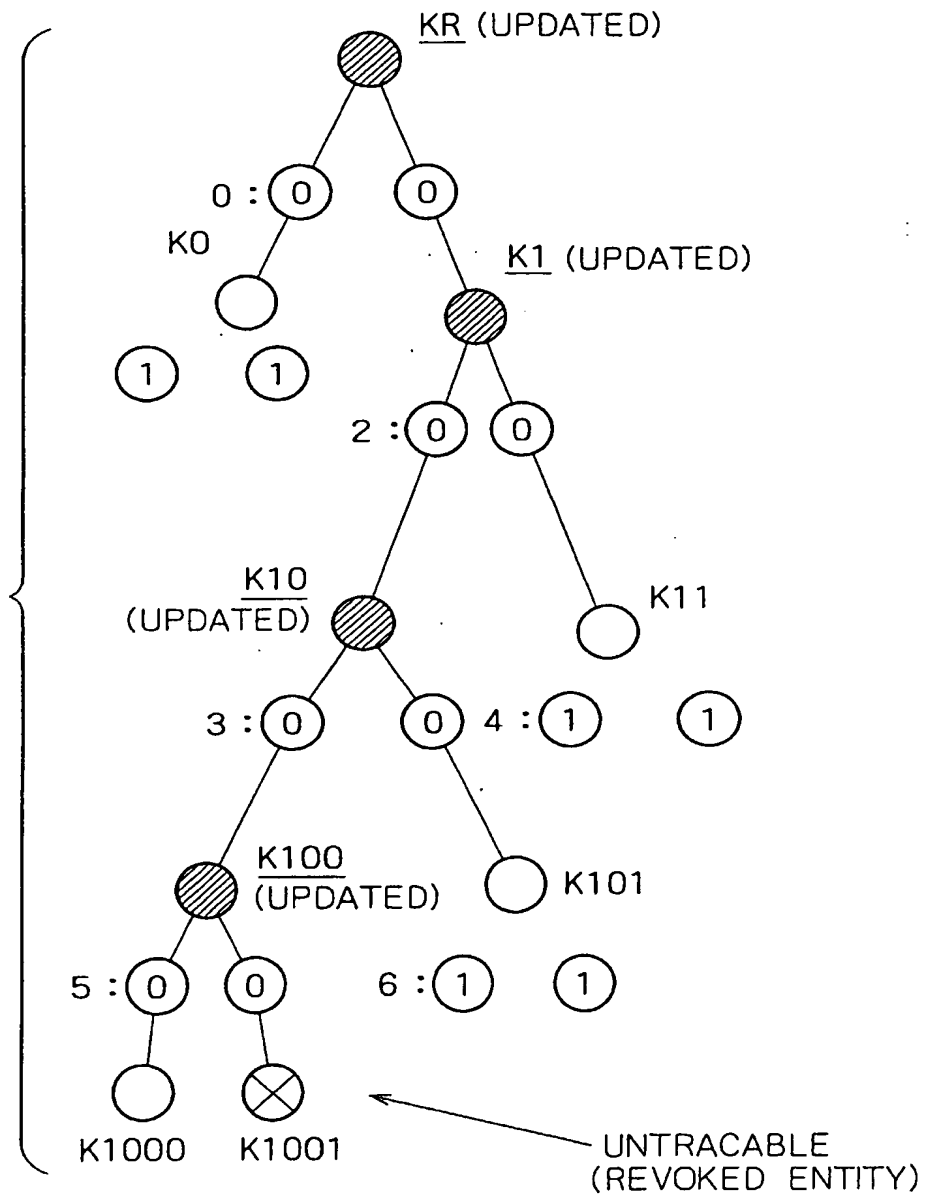 KR (UPDATED)
0 : 0 0
K0
K1 (UPDATED)
1 1
2 : 0 0
K10
(UPDATED)
K11
3 : 0 0 4 : 1 1
K100
(UPDATED)
K101
5 : 0 0 6 : 1 1
K1000 K1001
UNTRACABLE
(REVOKED ENTITY)